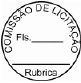 COMISSÃO DE LICITAÇÃO
Fls.
Rubrica